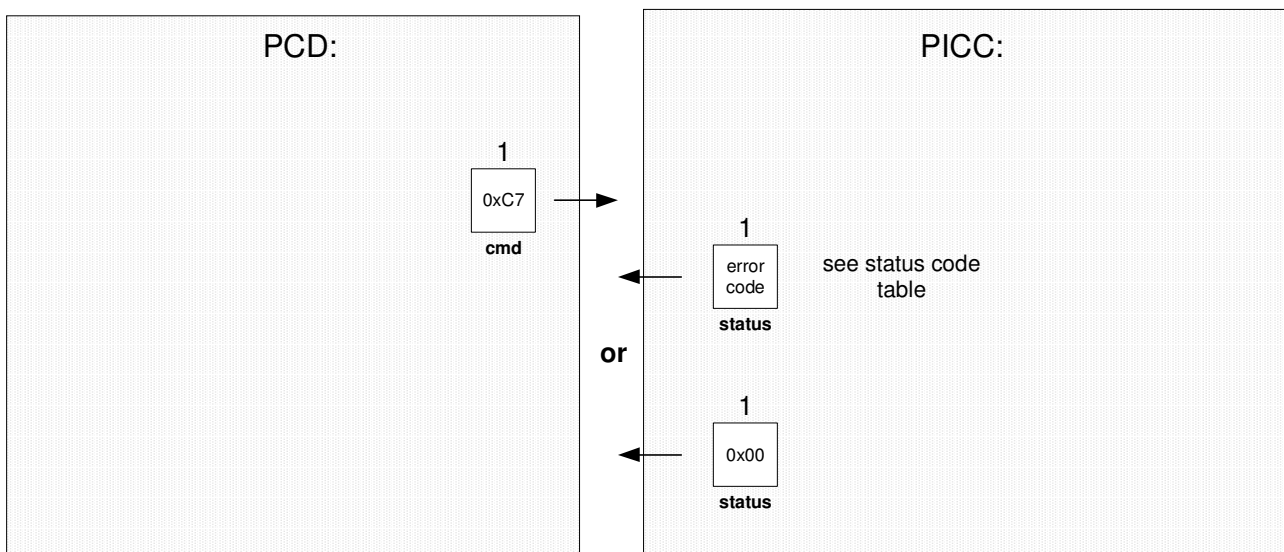 PCD:
PICC:
1
0xC7
cmd
1
error
code
status
see status code
table
or
1
0x00
status